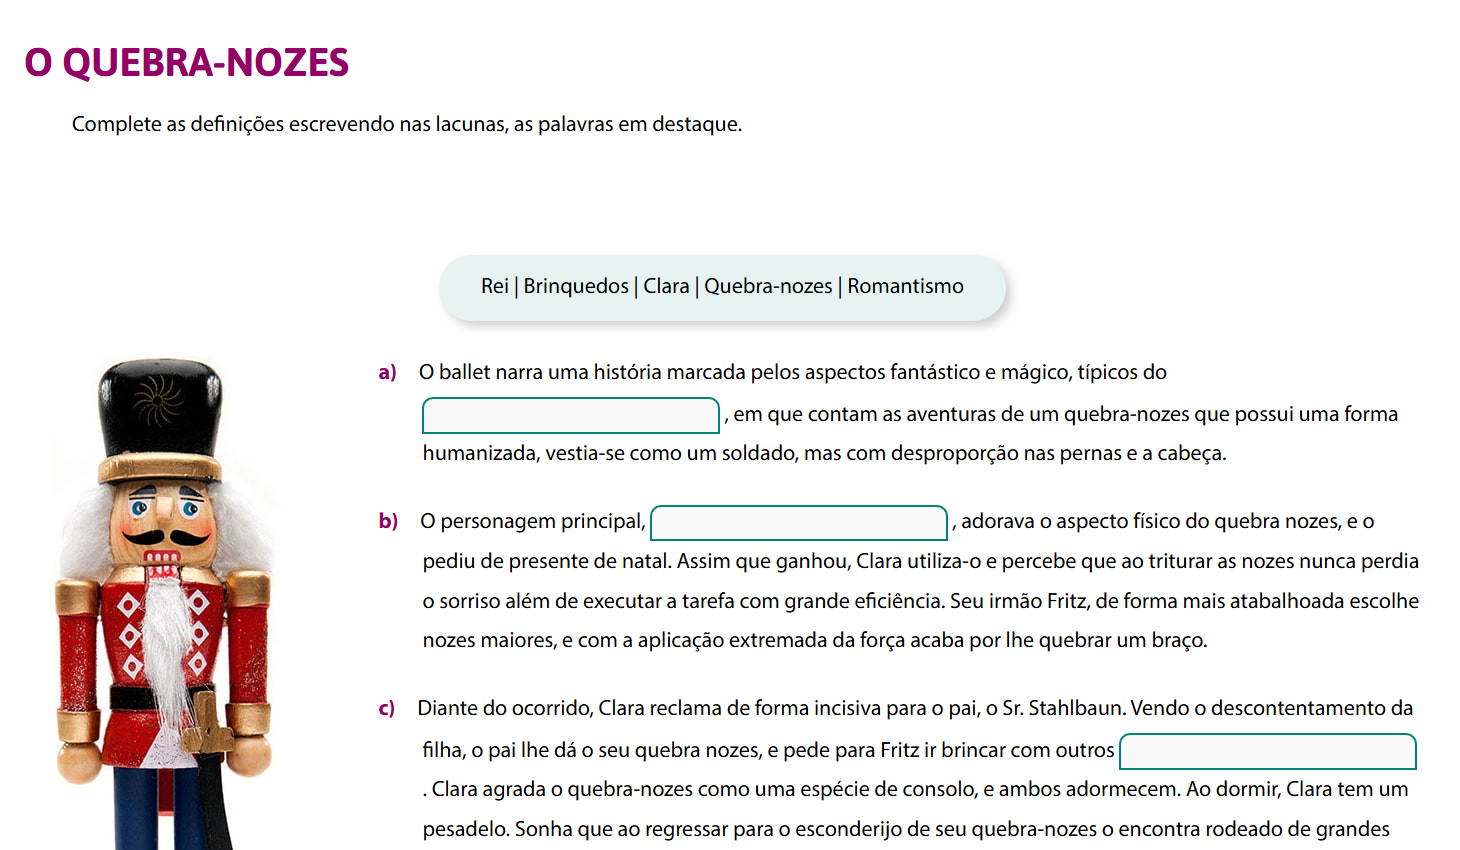 O QUEBRA-NOZES
Complete as definições escrevendo nas lacunas, as palavras em destaque.
Rei | Brinquedos | Clara | Quebra-nozes | Romantismo
a) O ballet narra uma história marcada pelos aspectos fantástico e mágico, típicos do
, em que contam as aventuras de um quebra-nozes que possui uma forma
humanizada, vestia-se como um soldado, mas com desproporção nas pernas e a cabeça.
b) O personagem principal, , adorava o aspecto físico do quebra nozes, e o
pediu de presente de natal. Assim que ganhou, Clara utiliza-o e percebe que ao triturar as nozes nunca perdia
o sorriso além de executar a tarefa com grande eficiência. Seu irmão Fritz, de forma mais atabalhoada escolhe
nozes maiores, e com a aplicação extremada da força acaba por lhe quebrar um braço.
c) Diante do ocorrido, Clara reclama de forma incisiva para o pai, o Sr. Stahlbaun. Vendo o descontentamento da
filha, o pai lhe dá o seu quebra nozes, e pede para Fritz ir brincar com outros
. Clara agrada o quebra-nozes como uma espécie de consolo, e ambos adormecem. Ao dormir, Clara tem um
pesadelo. Sonha que ao regressar para o esconderijo de seu quebra-nozes o encontra rodeado de grandes